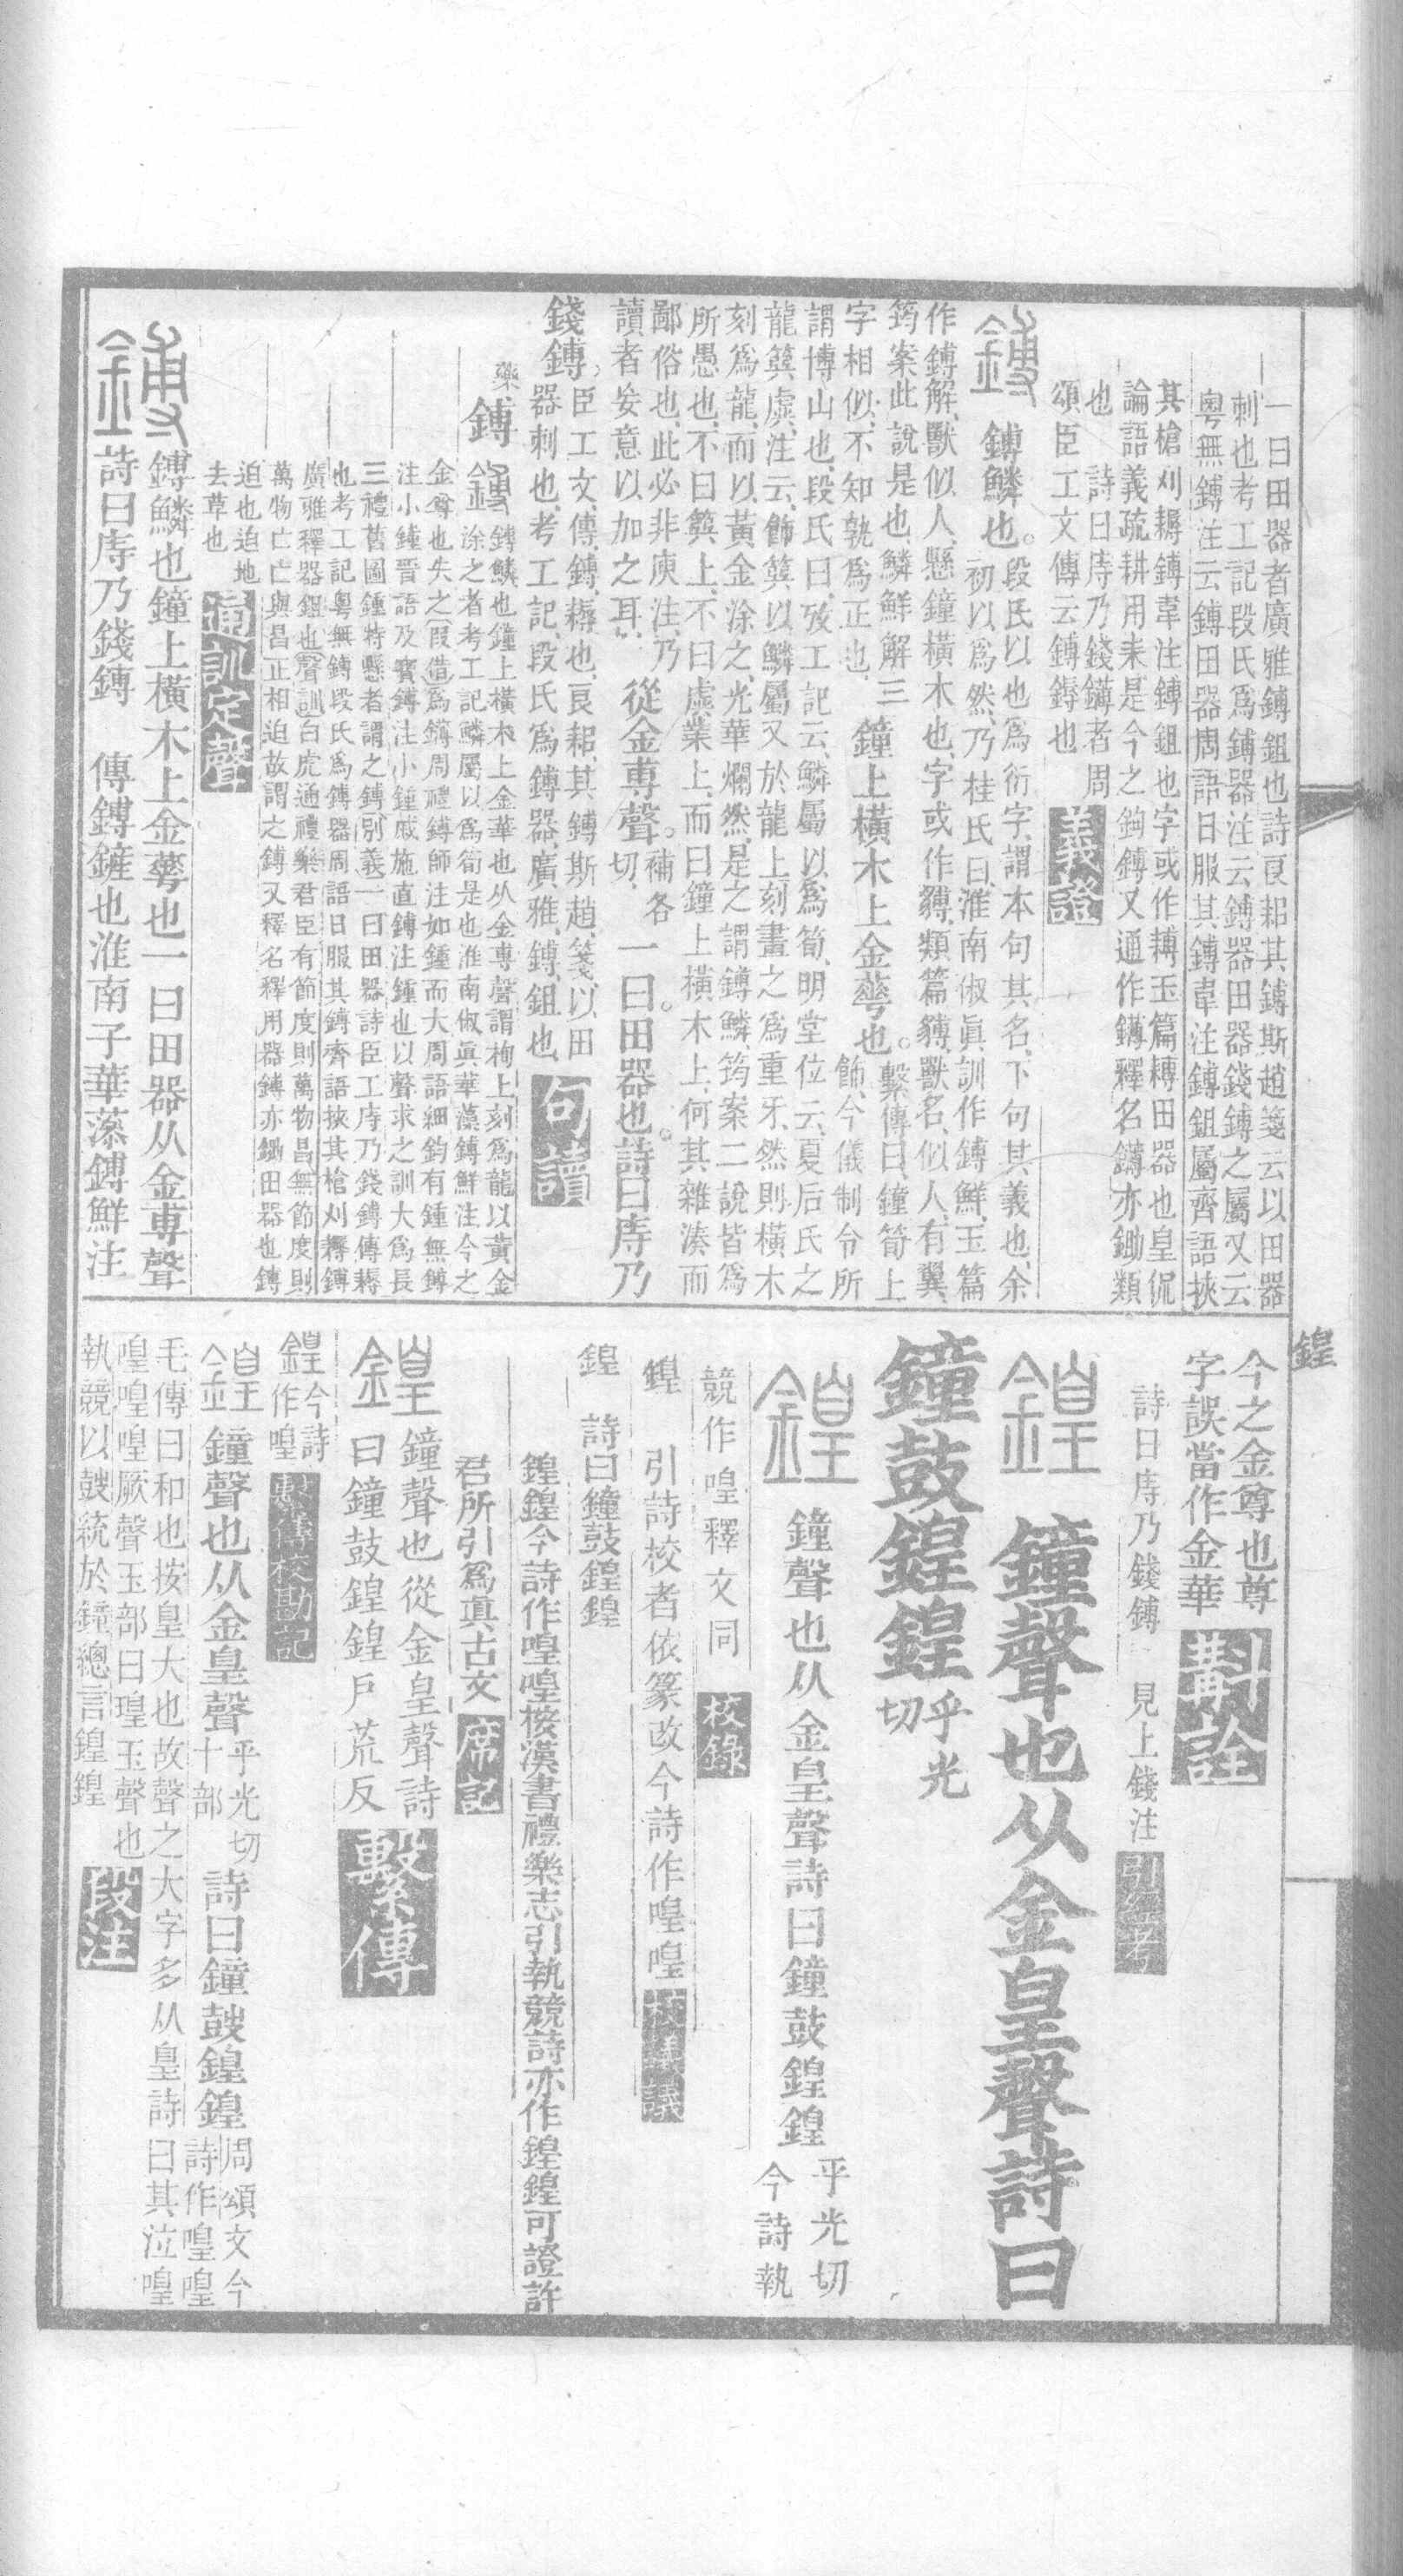 一曰田器者廣雅鎛鉏也詩良耜其鎛斯趙箋云以田器
刺也考工記段氏爲鎛器注云鎛器田器錢鎛之屬又云
粵無鎛注云鎛田器周語日服其鎛韋注鎛鉏屬齊語挾
其槍刈耨鎛韋注鎛鉏也字或作𦔥玉篇𦔥田器也皇侃
論語義疏耕用耒是今之鉤鎛又通作鏄釋名鏄亦鋤類
也　詩曰庤乃錢鏄者周
頌臣工文傳云鎛鎒也
義證
鎛鱗也。段氏以也爲衍字、謂本句其名、下句其義也、余
初以爲然、乃桂氏曰、淮南俶眞訓作鎛鮮、玉篇
作鎛解、獸似人、懸鐘橫木也、字或作䝙、類篇、䝙、獸名、似人、有翼、
筠案此說是也、鱗鮮解三
字相似、不知孰爲正也、
鐘上橫木上金蕐也。
繫傳曰、鐘筍上
飾、今儀制令所
謂博山也、段氏曰、攷工記云、鱗屬以爲筍、明堂位云、夏后氏之
龍簨虡、注云、飾簨以鱗屬又於龍上刻畫之爲重牙、然則橫木
刻爲龍、而以黃金涂之、光華爛然、是之謂鎛鱗、筠案二說皆爲
所愚也、不曰簨上、不曰虡業上、而曰鐘上橫木上、何其雜湊而
鄙俗也、此必非庾注、乃
讀者妄意以加之耳、
從金尃聲。
補各
切、
一曰。田器也。詩曰庤乃
錢鎛。
臣工文、傳、鎛、耨也、良耜、其鎛斯趙、箋、以田
器刺也、考工記、段氏爲鎛器、廣雅、鎛、鉏也
句讀
鎛
鎛鱗也鐘上橫木上金華也从金尃聲謂栒上刻爲龍以黃金
涂之者考工記鱗屬以爲筍是也淮南俶眞華藻鎛鮮注今之
金尊也失之〔叚借〕爲鑮周禮鎛師注如鍾而大周語細鈞有鍾無鎛
注小鍾晉語及寶鎛注小鍾戚施直鎛注鍾也以聲求之訓大爲長
三禮舊圖鍾特懸者謂之鎛〔別義〕一曰田器詩臣工庤乃錢鎛傳耨
也考工記粵無鎛段氏爲鎛器周語日服其鎛齊語挾其槍刈耨鎛
廣雅釋器鉏也〔聲訓〕白虎通禮樂君臣有節度則萬物昌無節度則
萬物亡亡與昌正相迫故謂之鎛又釋名釋用器鎛亦鋤田器也鎛
迫也迫地
去草也
通訓定聲
鎛鱗也鐘上橫木上金蕚也一曰田器从金尃聲
詩曰庤乃錢鎛　傳鎛鏟也淮南子華藻鎛鮮注
鍠
今之金尊也尊
字誤當作金華
斠詮
詩曰庤乃錢鎛　見上錢注
引經考
鐘聲也从金皇聲詩曰
鐘鼓鍠鍠
乎光
切
鐘聲也从金皇聲詩曰鐘鼓鍠鍠
乎光切
今詩執
競作喤釋文同
校錄
鍠　引詩校者依篆改今詩作喤喤
校議議
鍠　詩曰鐘鼓鍠鍠
鍠鍠今詩作喤喤桉漢書禮樂志引執競詩亦作鍠鍠可證許
君所引爲眞古文
席記
鐘聲也從金皇聲詩
曰鐘鼓鍠鍠戶荒反
繫傳
鍠
今詩
作喤
繫傳校勘記
鐘聲也从金皇聲
乎光切
十部
詩曰鐘鼓鍠鍠
周頌文今
詩作喤喤
毛傳曰和也按皇大也故聲之大字多从皇詩曰其泣喤
喤喤喤厥聲玉部曰瑝玉聲也
執競以鼓統於鐘總言鍠鍠
段注